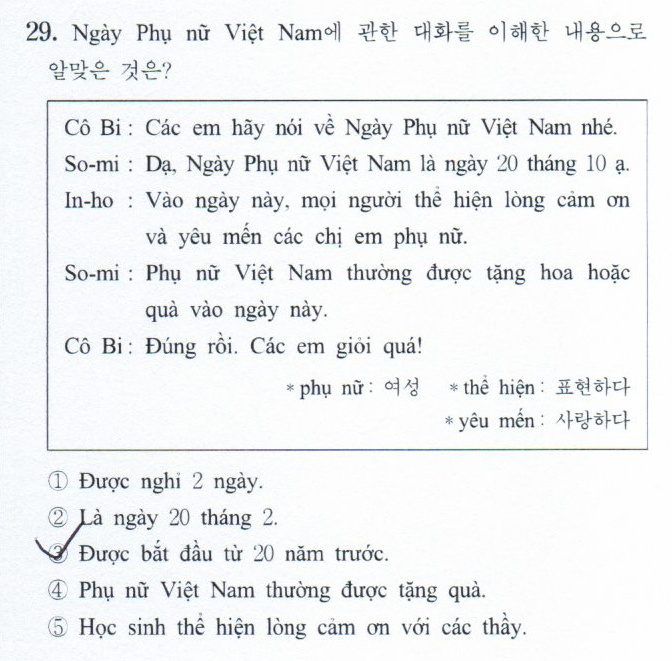 29. Ngày Phụ nữ Việt Nam에 관한 대화를 이해한 내용으로
알맞은 것은?
Cô Bi : Các em hãy nói về Ngày Phụ nữ Việt Nam nhé.
So-mi : Dạ, Ngày Phụ nữ Việt Nam là ngày 20 tháng 10 ạ.
In-ho : Vào ngày này, mọi người thể hiện lòng cảm ơn
và yêu mến các chị em phụ nữ.
So-mi : Phụ nữ Việt Nam thường được tặng hoa hoặc
quà vào ngày này.
Cô Bi : Đúng rồi. Các em giỏi quá!
* phụ nữ : 여성 * thể hiện : 표현하다
* yêu mến : 사랑하다
① Được nghỉ 2 ngày.
② Là ngày 20 tháng 2.
③ Được bắt đầu từ 20 năm trước.
④ Phụ nữ Việt Nam thường được tặng quà.
⑤ Học sinh thể hiện lòng cảm ơn với các thầy.